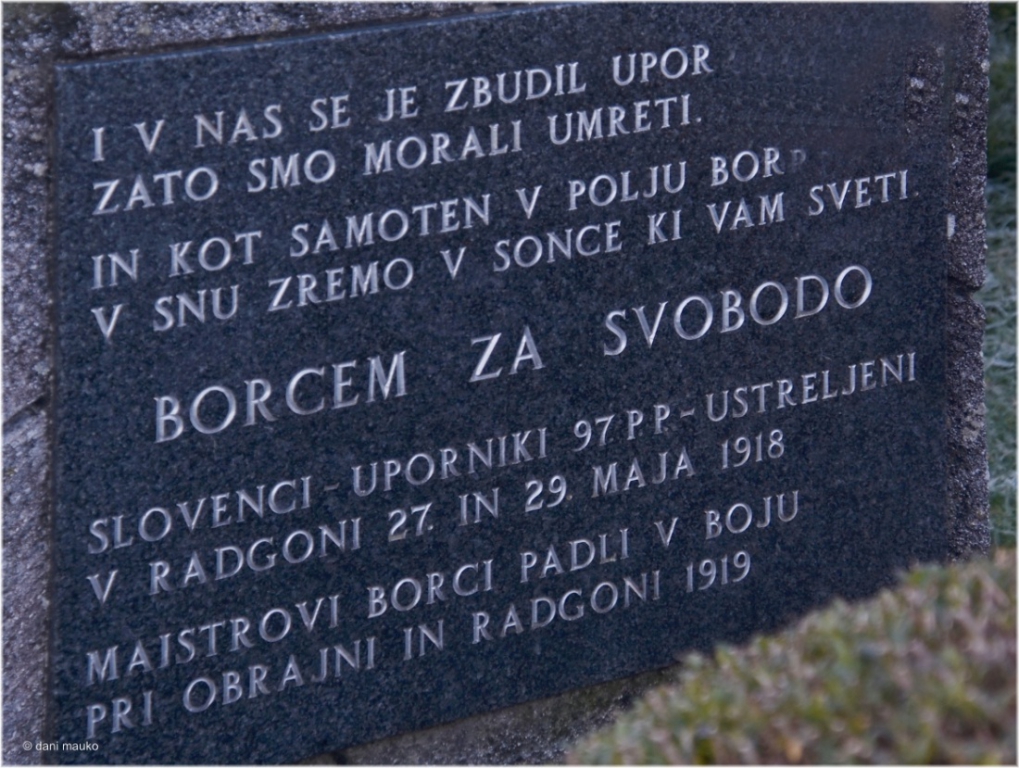 I V NAS SE JE ZBUDIL UPOR
ZATO SMO MORALI UMRETI.
IN KOT SAMOTEN V POLJU BOR
V SNU ZREMO V SONCE KI VAM SVETI.
BORCEM ZA SVOBODO
SLOVENCI - UPORNIKI 97 P.P. - USTRELJENI
V RADGONI 27. IN 29. MAJA 1918
MAISTROVI BORCI PADLI V BOJU
PRI OBRAJNI IN RADGONI 1919
© dani mauko